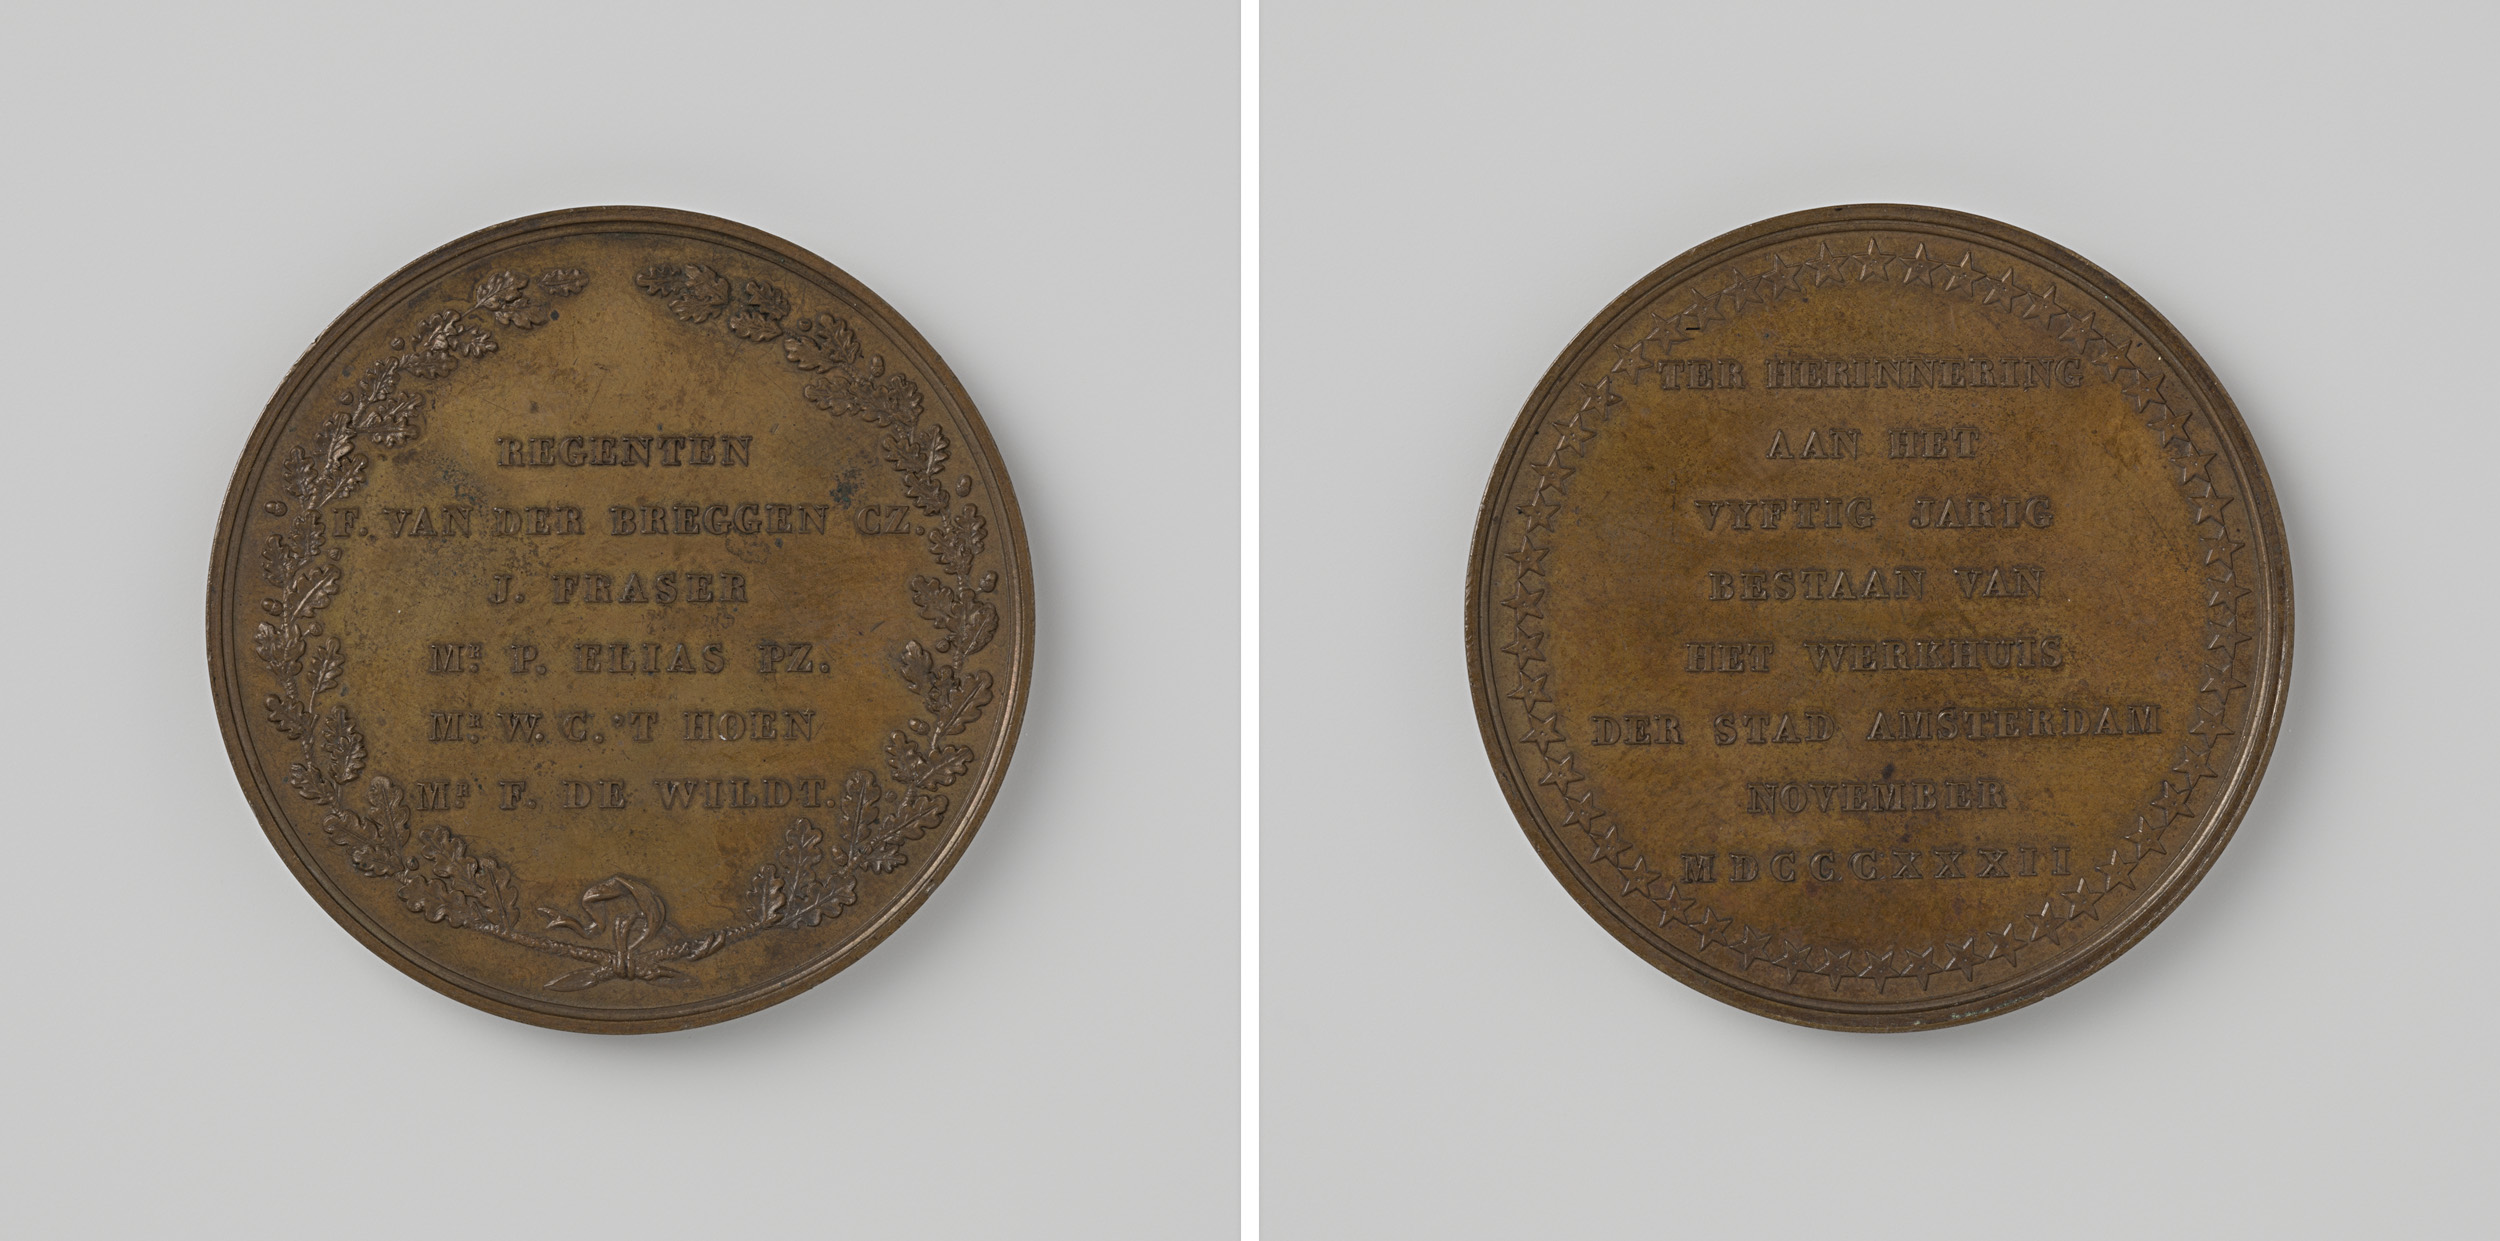 REGENTEN
F. VAN DER BREGGEN CZ.
J. FRASER
MR. P. ELIAS PZ.
MR. W. C. 'T HOEN
MR. F. DE WILDT.
TER HERINNERING
AAN HET
VYFTIG JARIG
BESTAAN VAN
HET WERKHUIS
DER STAD AMSTERDAM
NOVEMBER
MDCCCXXXII